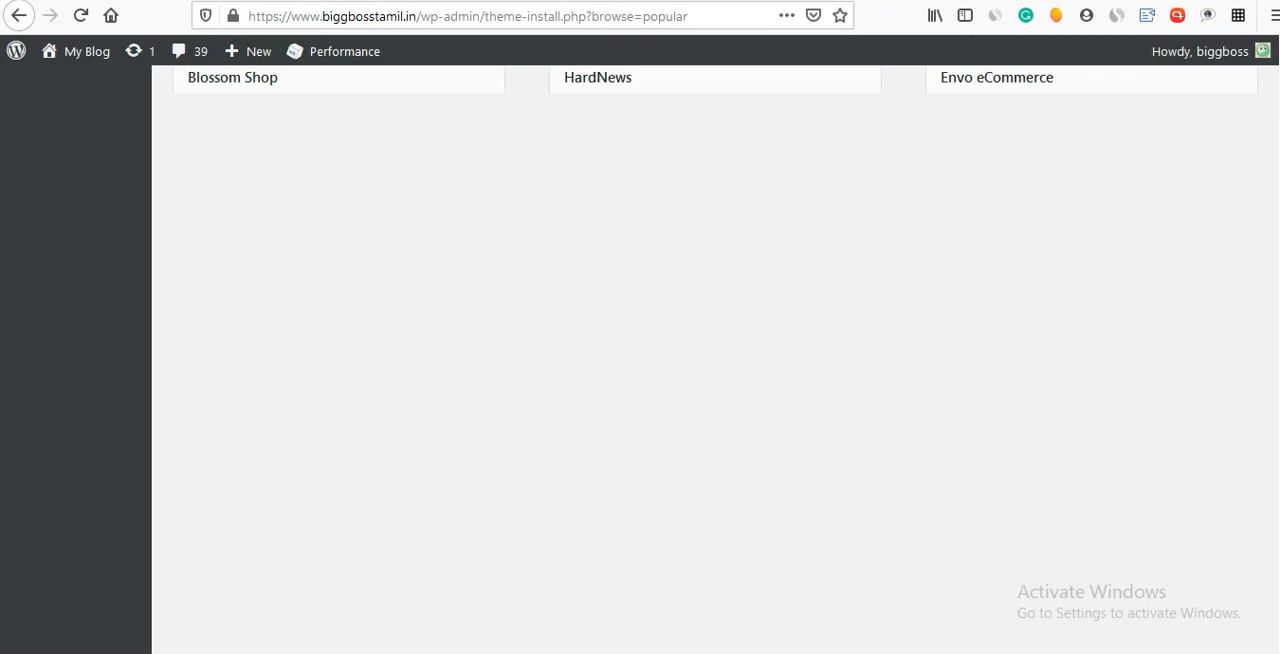 https://www.biggbosstamil.in/wp-admin/theme-install.php?browse=popular
My Blog 1 39 New Performance Howdy, biggboss
Blossom Shop HardNews Envo eCommerce
Activate Windows
Go to Settings to activate Windows.